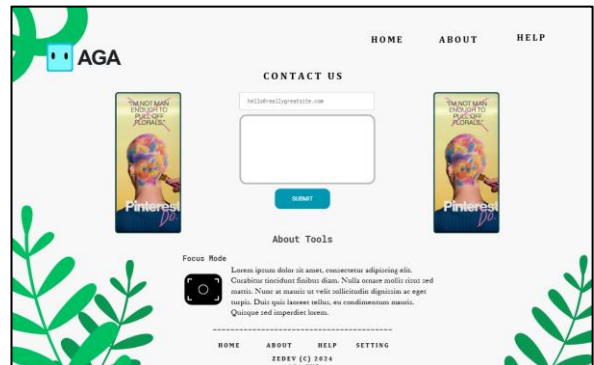 AGA
HOME ABOUT HELP
CONTACT US
hello@reallygreatsite.com
"I'M NOT MAN
ENOUGH TO
PULL OFF
FLORALS."
Pinterest
Do.
"I'M NOT MAN
ENOUGH TO
PULL OFF
FLORALS."
Pinterest
Do.
SUBMIT
About Tools
Focus Mode
Lorem ipsum dolor sit amet, consectetur adipiscing elit.
Curabitur tincidunt finibus diam. Nulla ornare mollis risus sed
mattis. Nunc at mauris ut velit sollicitudin dignissim ac eget
turpis. Duis quis laoreet tellus, eu condimentum mauris.
Quisque sed imperdiet lorem.
HOME ABOUT HELP SETTING
ZEDEV (C) 2024